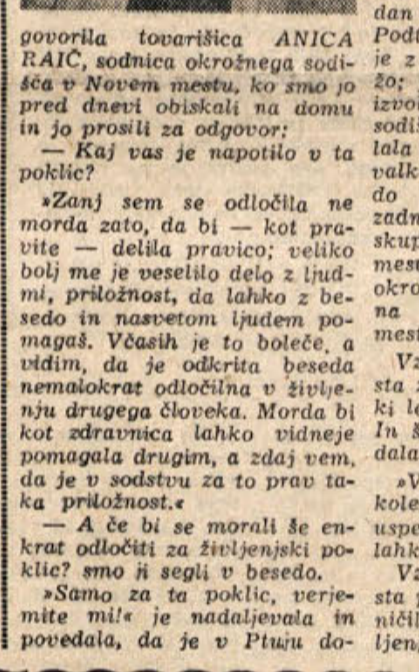 govorila tovarišica ANICA
RAIČ, sodnica okrožnega sodi-
šča v Novem mestu, ko smo jo
pred dnevi obiskali na domu
in jo prosili za odgovor:
— Kaj vas je napotilo v ta
poklic?
»Zanj sem se odločila ne
morda zato, da bi — kot pra-
vite — delila pravico; veliko
bolj me je veselilo delo z ljud-
mi, priložnost, da lahko z be-
sedo in nasvetom ljudem po-
magaš. Včasih je to boleče, a
vidim, da je odkrita beseda
nemalokrat odločilna v življe-
nju drugega človeka. Morda bi
kot zdravnica lahko vidneje
pomagala drugim, a zdaj vem,
da je v sodstvu za to prav ta-
ka priložnost.«
— A če bi se morali še en-
krat odločiti za življenjski po-
klic? smo ji segli v besedo.
»Samo za ta poklic, verje-
mite mi!« je nadaljevala in
povedala, da je v Ptuju do-
dan
Podt
je z
žo;
izvo
sodi
lala
valk
do
zadn
skup
mest
okro
na
mest
Vz
sta
ki le
In š
dala
»V
kole
uspe
lahk
Vz
sta
ničil
ljem